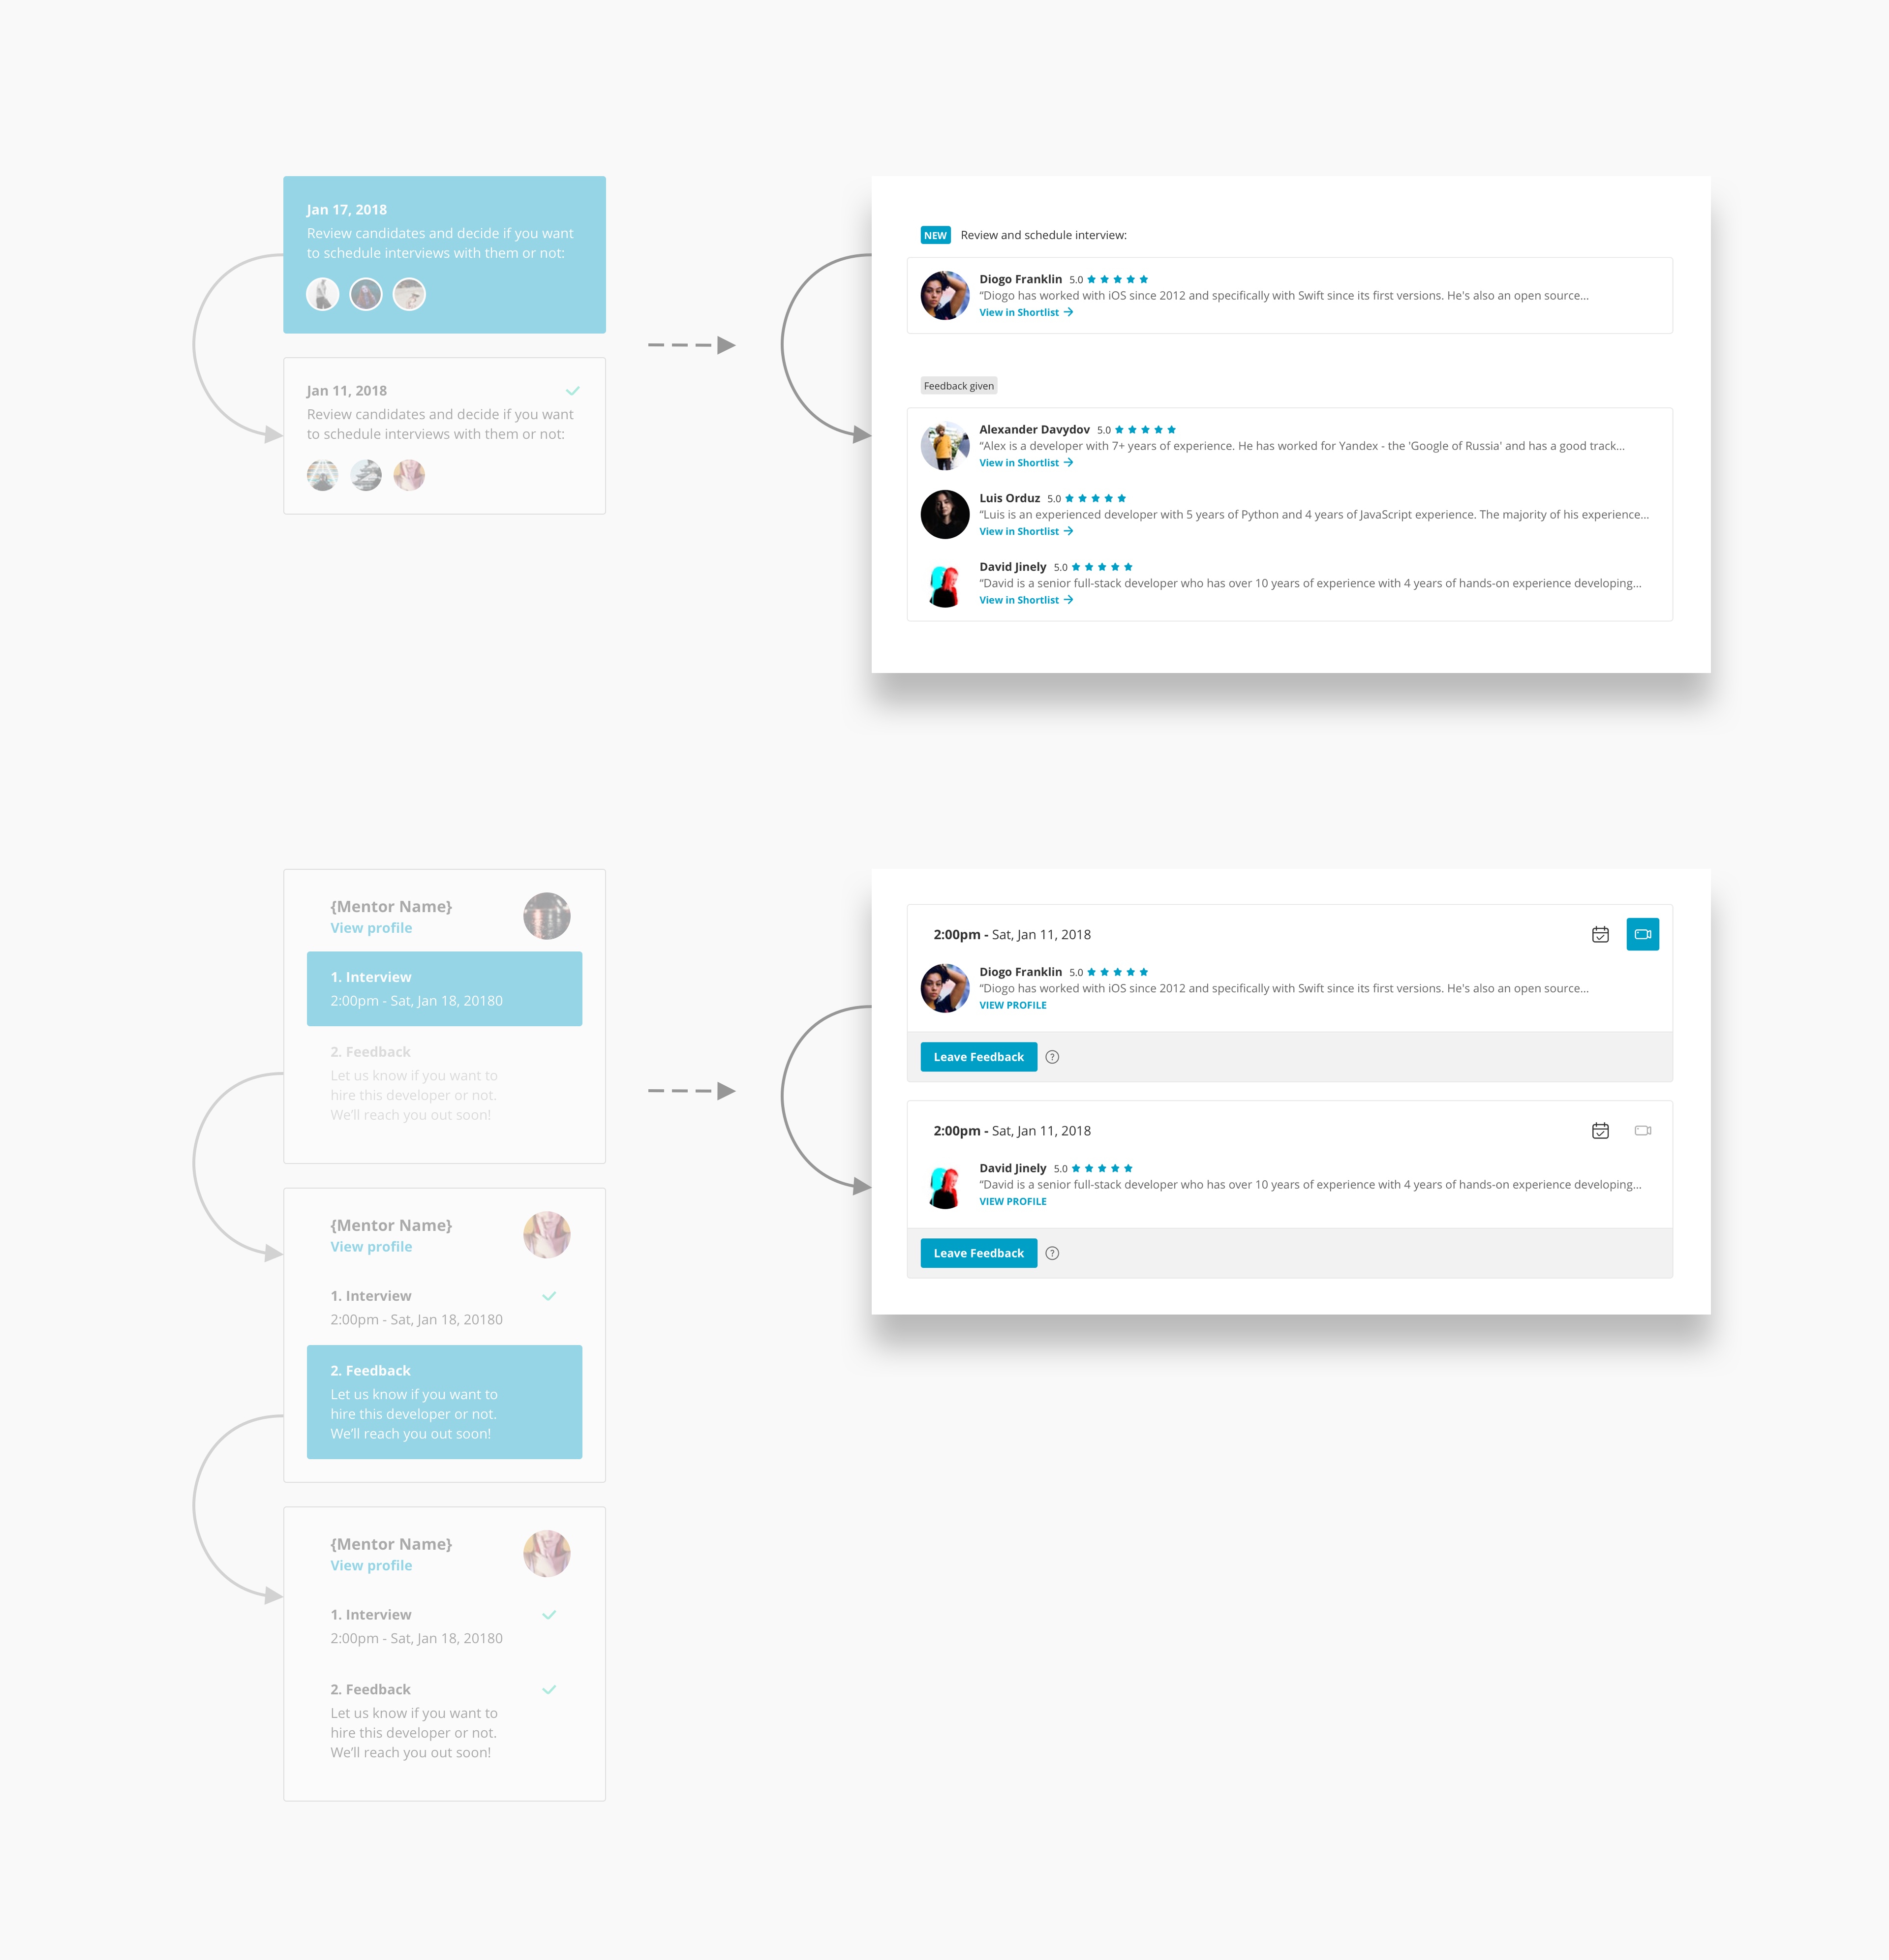 Jan 17, 2018
Review candidates and decide if you want
to schedule interviews with them or not:
Jan 11, 2018
Review candidates and decide if you want
to schedule interviews with them or not:
NEW Review and schedule interview:
Diogo Franklin 5.0
“Diogo has worked with iOS since 2012 and specifically with Swift since its first versions. He's also an open source...
View in Shortlist
Feedback given
Alexander Davydov 5.0
“Alex is a developer with 7+ years of experience. He has worked for Yandex - the 'Google of Russia' and has a good track...
View in Shortlist
Luis Orduz 5.0
“Luis is an experienced developer with 5 years of Python and 4 years of JavaScript experience. The majority of his experience...
View in Shortlist
David Jinely 5.0
“David is a senior full-stack developer who has over 10 years of experience with 4 years of hands-on experience developing...
View in Shortlist
{Mentor Name}
View profile
1. Interview
2:00pm - Sat, Jan 18, 20180
2. Feedback
Let us know if you want to
hire this developer or not.
We’ll reach you out soon!
{Mentor Name}
View profile
1. Interview
2:00pm - Sat, Jan 18, 20180
2. Feedback
Let us know if you want to
hire this developer or not.
We’ll reach you out soon!
{Mentor Name}
View profile
1. Interview
2:00pm - Sat, Jan 18, 20180
2. Feedback
Let us know if you want to
hire this developer or not.
We’ll reach you out soon!
2:00pm - Sat, Jan 11, 2018
Diogo Franklin 5.0
“Diogo has worked with iOS since 2012 and specifically with Swift since its first versions. He's also an open source...
VIEW PROFILE
Leave Feedback ?
2:00pm - Sat, Jan 11, 2018
David Jinely 5.0
“David is a senior full-stack developer who has over 10 years of experience with 4 years of hands-on experience developing...
VIEW PROFILE
Leave Feedback ?